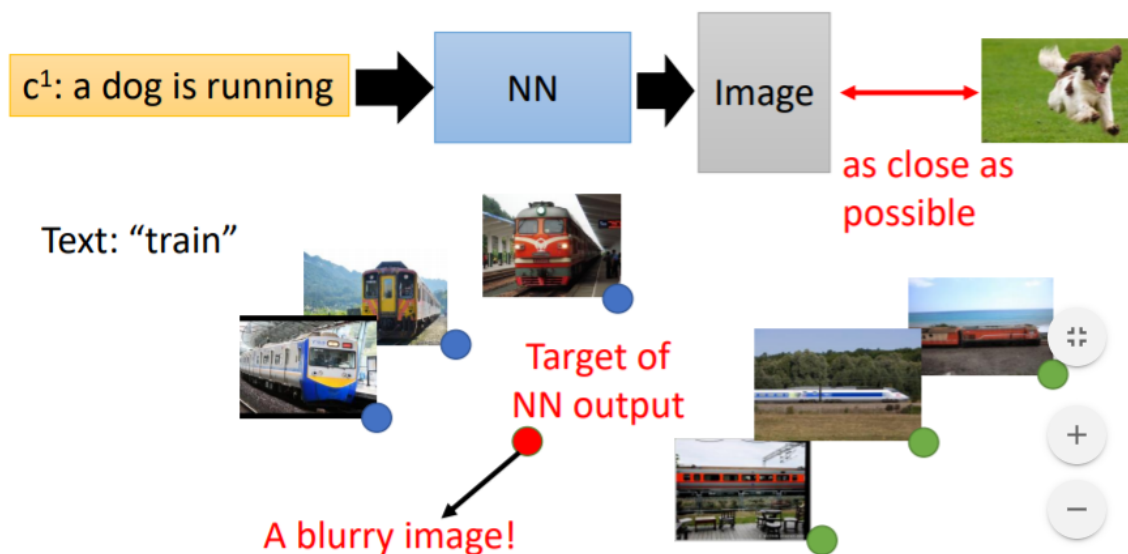 c¹: a dog is running
NN
Image
as close as
possible
Text: “train”
Target of
NN output
A blurry image!